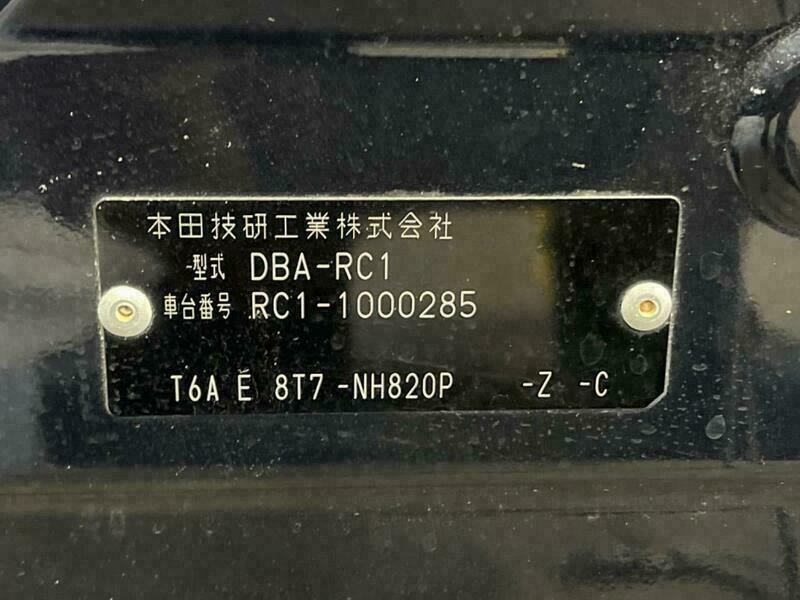 本田技研工業株式会社
型式 DBA-RC1
車台番号 RC1-1000285
T6A E 8T7 -NH820P -Z -C